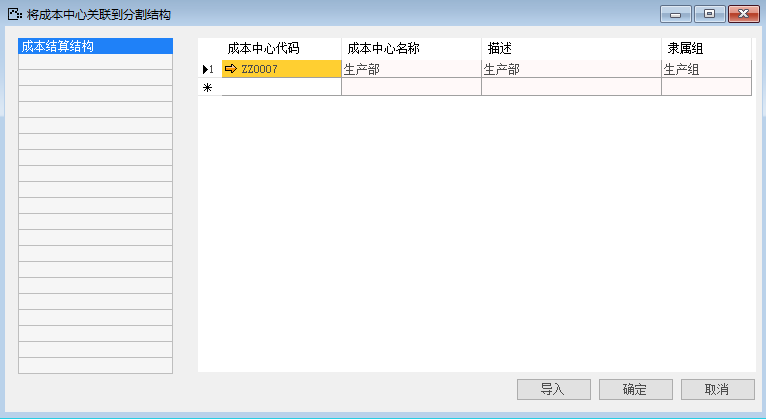 将成本中心关联到分割结构
成本结算结构
成本中心代码 成本中心名称 描述 隶属组
1 ZZ0007 生产部 生产部 生产组
导入 确定 取消